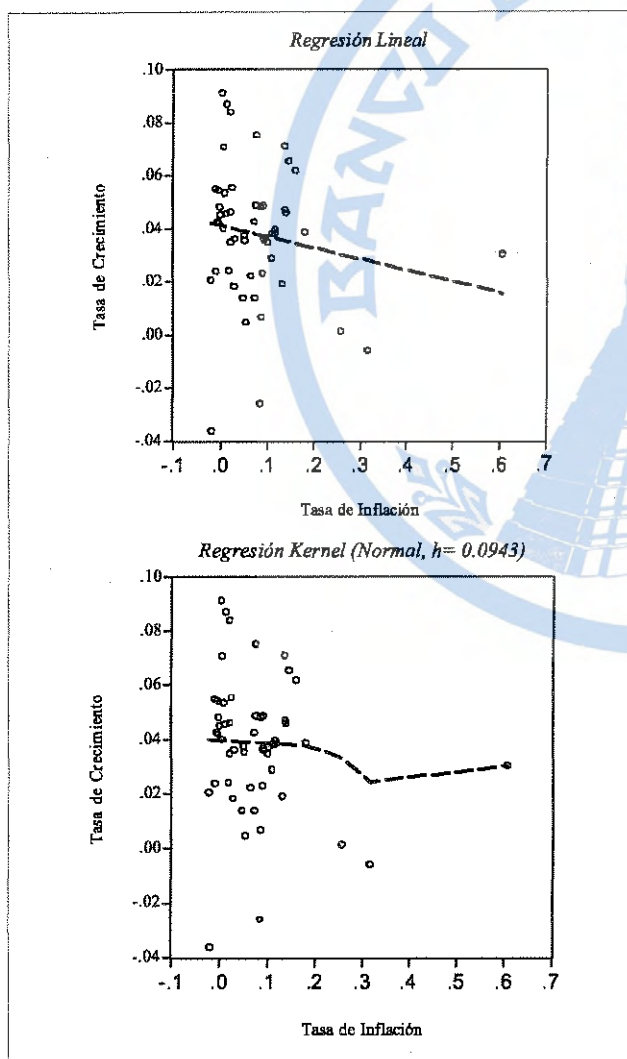 Regresión Lineal
.10
.08
.06
.04
.02
.00
-.02
-.04
Tasa de Crecimiento
-.1 .0 .1 .2 .3 .4 .5 .6 .7
Tasa de Inflación
BANCO
Regresión Kernel (Normal, h= 0.0943)
.10
.08
.06
.04
.02
.00
-.02
-.04
Tasa de Crecimiento
-.1 .0 .1 .2 .3 .4 .5 .6 .7
Tasa de Inflación